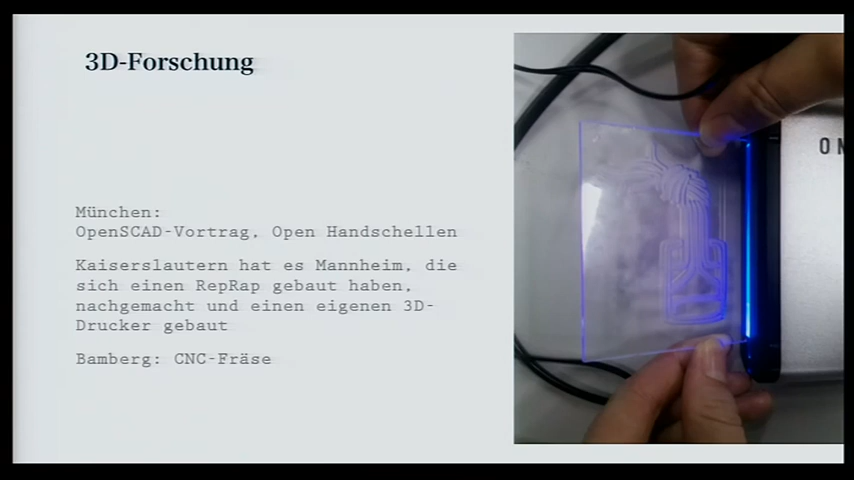 3D-Forschung
München:
OpenSCAD-Vortrag, Open Handschellen
Kaiserslautern hat es Mannheim, die
sich einen RepRap gebaut haben,
nachgemacht und einen eigenen 3D-
Drucker gebaut
Bamberg: CNC-Fräse